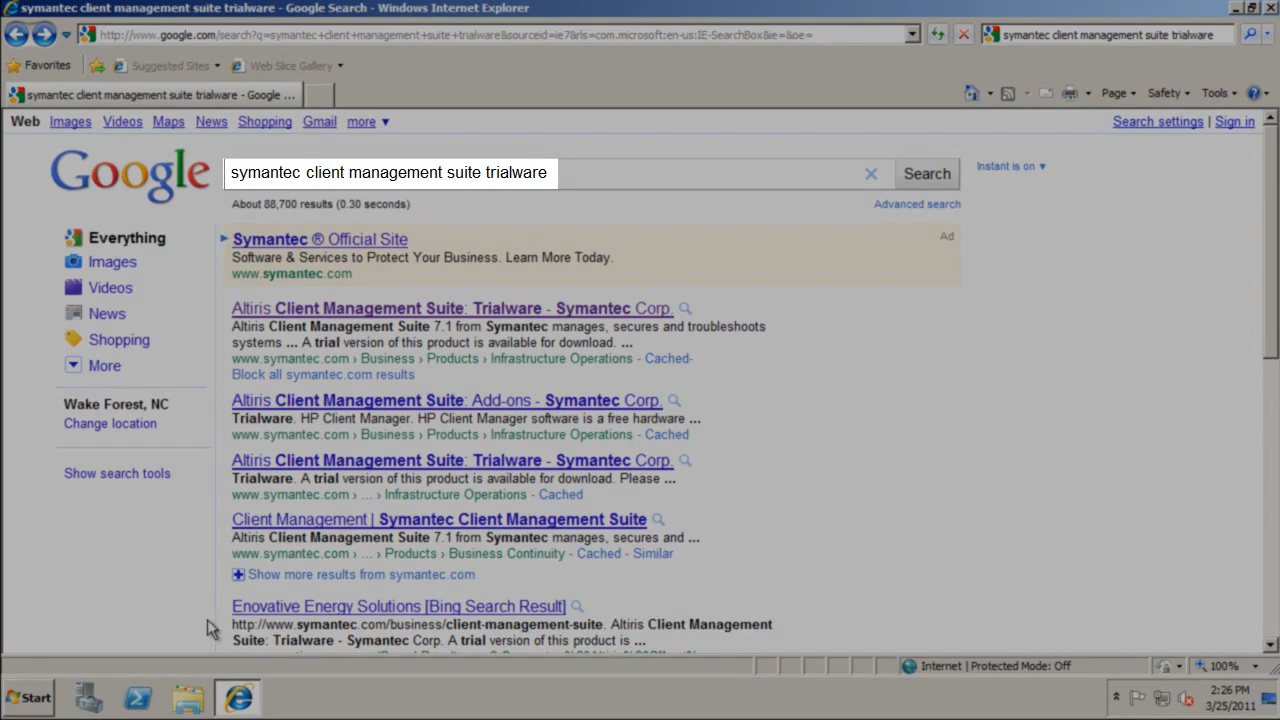 symantec client management suite trialware - Google Search - Windows Internet Explorer
http://www.google.com/search?q=symantec+client+management+suite+trialware&sourceid=ie7&rls=com.microsoft:en-us:IE-SearchBox&ie=&oe=
symantec client management suite trialware
Favorites Suggested Sites Web Slice Gallery
symantec client management suite trialware - Google ...
Page Safety Tools
Web Images Videos Maps News Shopping Gmail more
Search settings | Sign in
Google
symantec client management suite trialware
Search
Instant is on
About 88,700 results (0.30 seconds)
Advanced search
Everything
Images
Videos
News
Shopping
More
Wake Forest, NC
Change location
Show search tools
Symantec ® Official Site
Ad
Software & Services to Protect Your Business. Learn More Today.
www.symantec.com
Altiris Client Management Suite: Trialware - Symantec Corp.
Altiris Client Management Suite 7.1 from Symantec manages, secures and troubleshoots
systems ... A trial version of this product is available for download. ...
www.symantec.com › Business › Products › Infrastructure Operations - Cached-
Block all symantec.com results
Altiris Client Management Suite: Add-ons - Symantec Corp.
Trialware. HP Client Manager. HP Client Manager software is a free hardware ...
www.symantec.com › Business › Products › Infrastructure Operations - Cached
Altiris Client Management Suite: Trialware - Symantec Corp.
Trialware. A trial version of this product is available for download. Please ...
www.symantec.com › ... › Infrastructure Operations - Cached
Client Management | Symantec Client Management Suite
Altiris Client Management Suite 7.1 from Symantec manages, secures and ...
www.symantec.com › ... › Products › Business Continuity - Cached - Similar
Show more results from symantec.com
Enovative Energy Solutions [Bing Search Result]
http://www.symantec.com/business/client-management-suite. Altiris Client Management
Suite: Trialware - Symantec Corp. A trial version of this product is ...
Internet | Protected Mode: Off
100%
Start
2:26 PM
3/25/2011